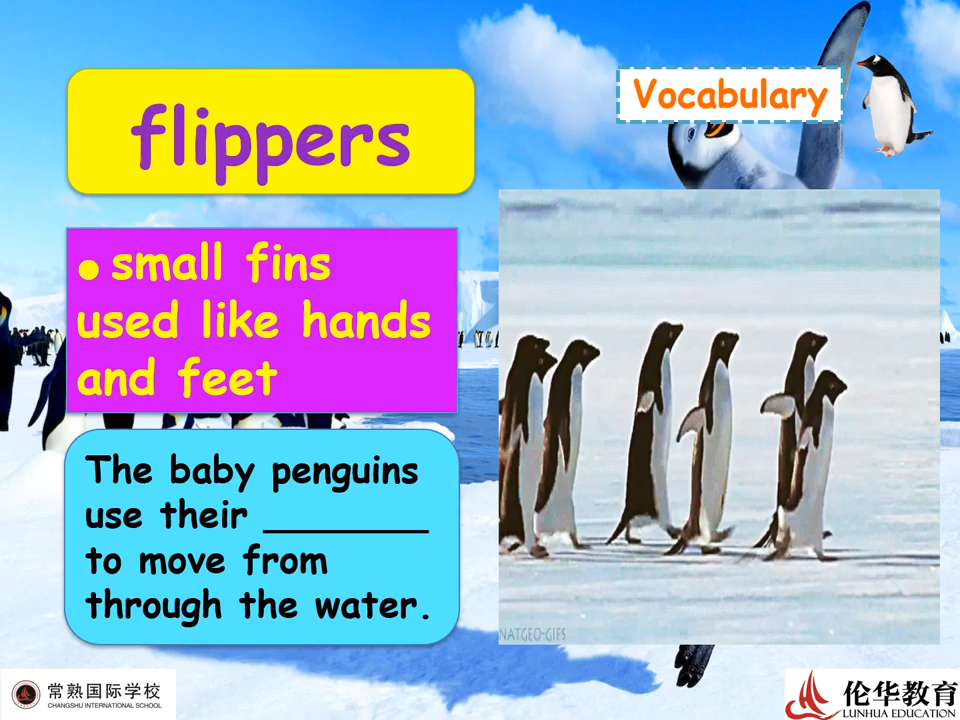 flippers
Vocabulary
• small fins
used like hands
and feet
The baby penguins
use their ________
to move from
through the water.
NATGEO-GIFS
常熟国际学校
CHANGSHU INTERNATIONAL SCHOOL
伦华教育
LUNHUA EDUCATION